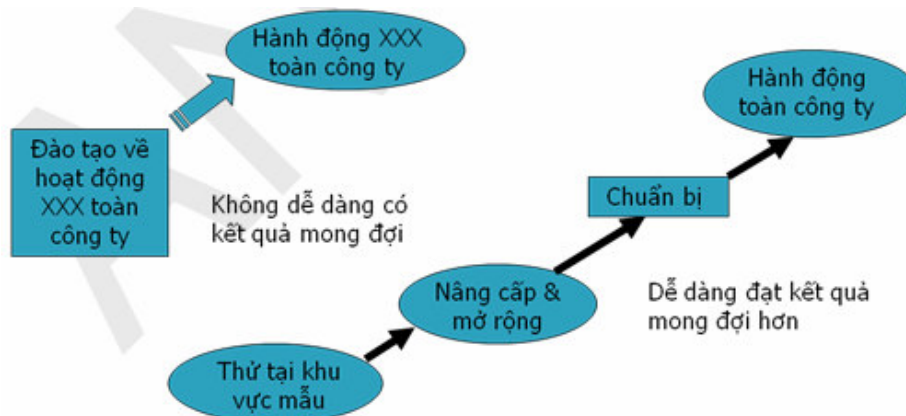 Hành động XXX
toàn công ty
Đào tạo về
hoạt động
XXX toàn
công ty
Không dễ dàng có
kết quả mong đợi
Hành động
toàn công ty
Chuẩn bị
Nâng cấp &
mở rộng
Dễ dàng đạt kết quả
mong đợi hơn
Thử tại khu
vực mẫu